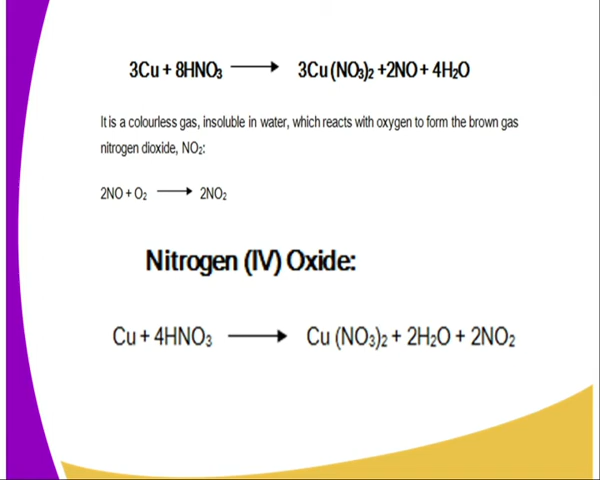 3Cu + 8HNO₃ ⟶ 3Cu (NO₃)₂ +2NO + 4H₂O
It is a colourless gas, insoluble in water, which reacts with oxygen to form the brown gas
nitrogen dioxide, NO₂:
2NO + O₂ ⟶ 2NO₂
Nitrogen (IV) Oxide:
Cu + 4HNO₃ ⟶ Cu (NO₃)₂ + 2H₂O + 2NO₂